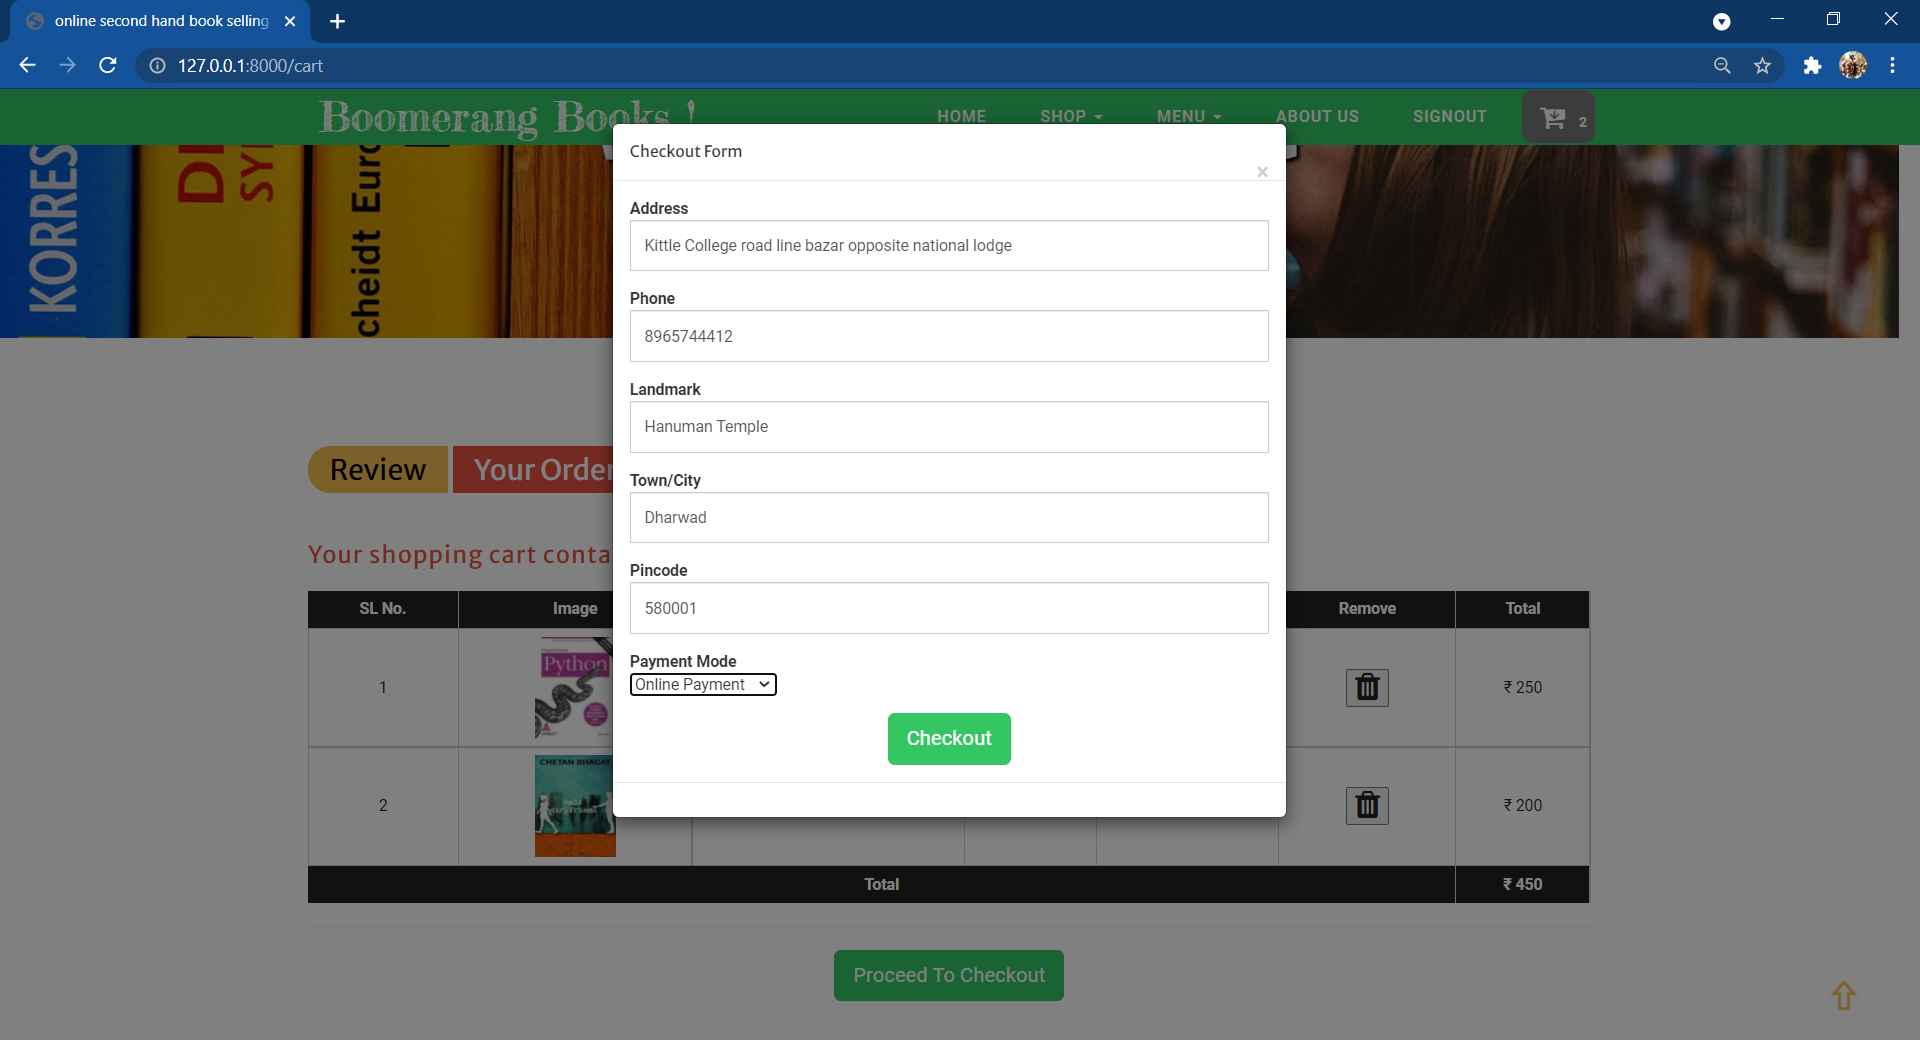 online second hand book selling
127.0.0.1:8000/cart
Boomerang Books !
HOME
SHOP
MENU
ABOUT US
SIGNOUT
2
KORRES
cheidt Euro
Checkout Form
×
Address
Kittle College road line bazar opposite national lodge
Phone
8965744412
Landmark
Hanuman Temple
Town/City
Dharwad
Pincode
580001
Payment Mode
Online Payment
Checkout
Review Your Order
Your shopping cart conta
SL No. Image Remove Total
Python
1 ₹ 250
CHETAN BHAGAT
half
girlfriend
2 ₹ 200
Total ₹ 450
Proceed To Checkout